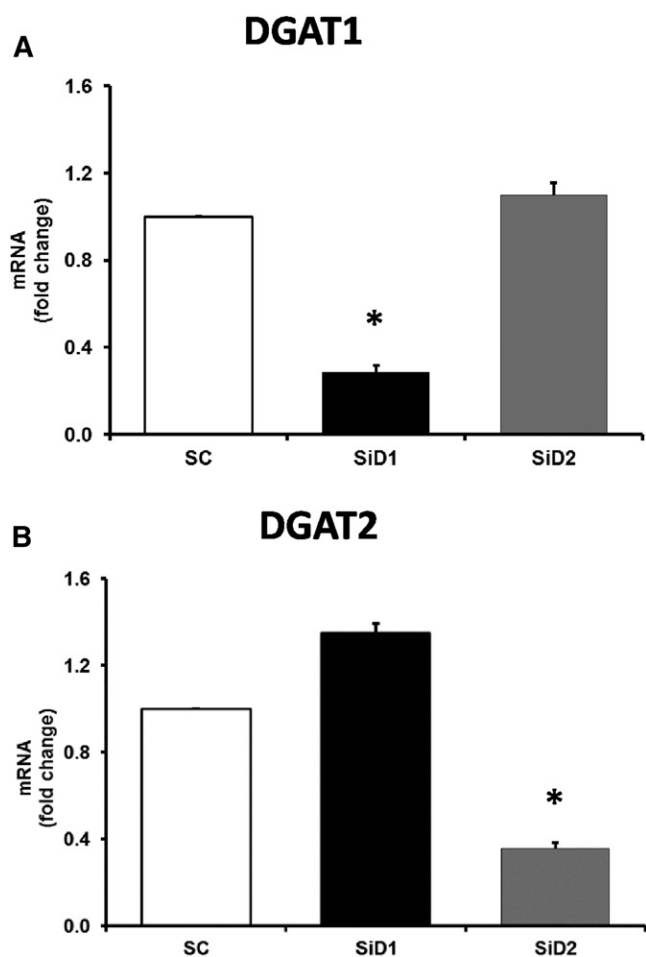 A
DGAT1
mRNA
(fold change)
1.6
1.2
0.8
0.4
0.0
*
SC
SiD1
SiD2
B
DGAT2
mRNA
(fold change)
1.6
1.2
0.8
0.4
0.0
*
SC
SiD1
SiD2